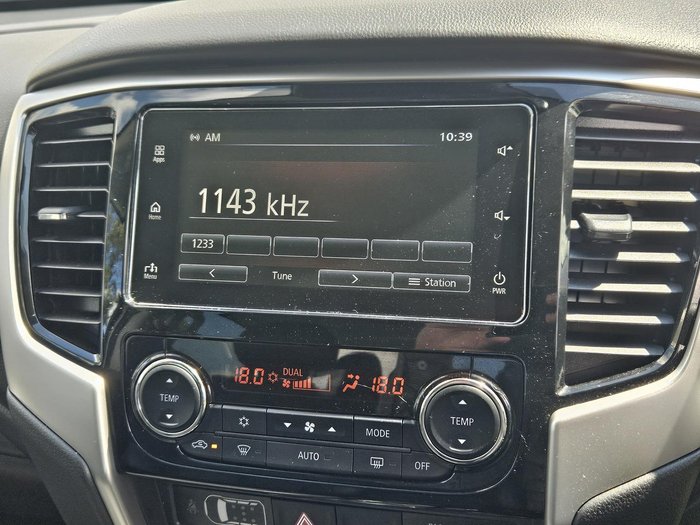 AM 10:39
Apps
1143 kHz
Home
1233
Menu
Tune Station
PWR
18.0 DUAL 18.0
TEMP TEMP
MODE
AUTO OFF